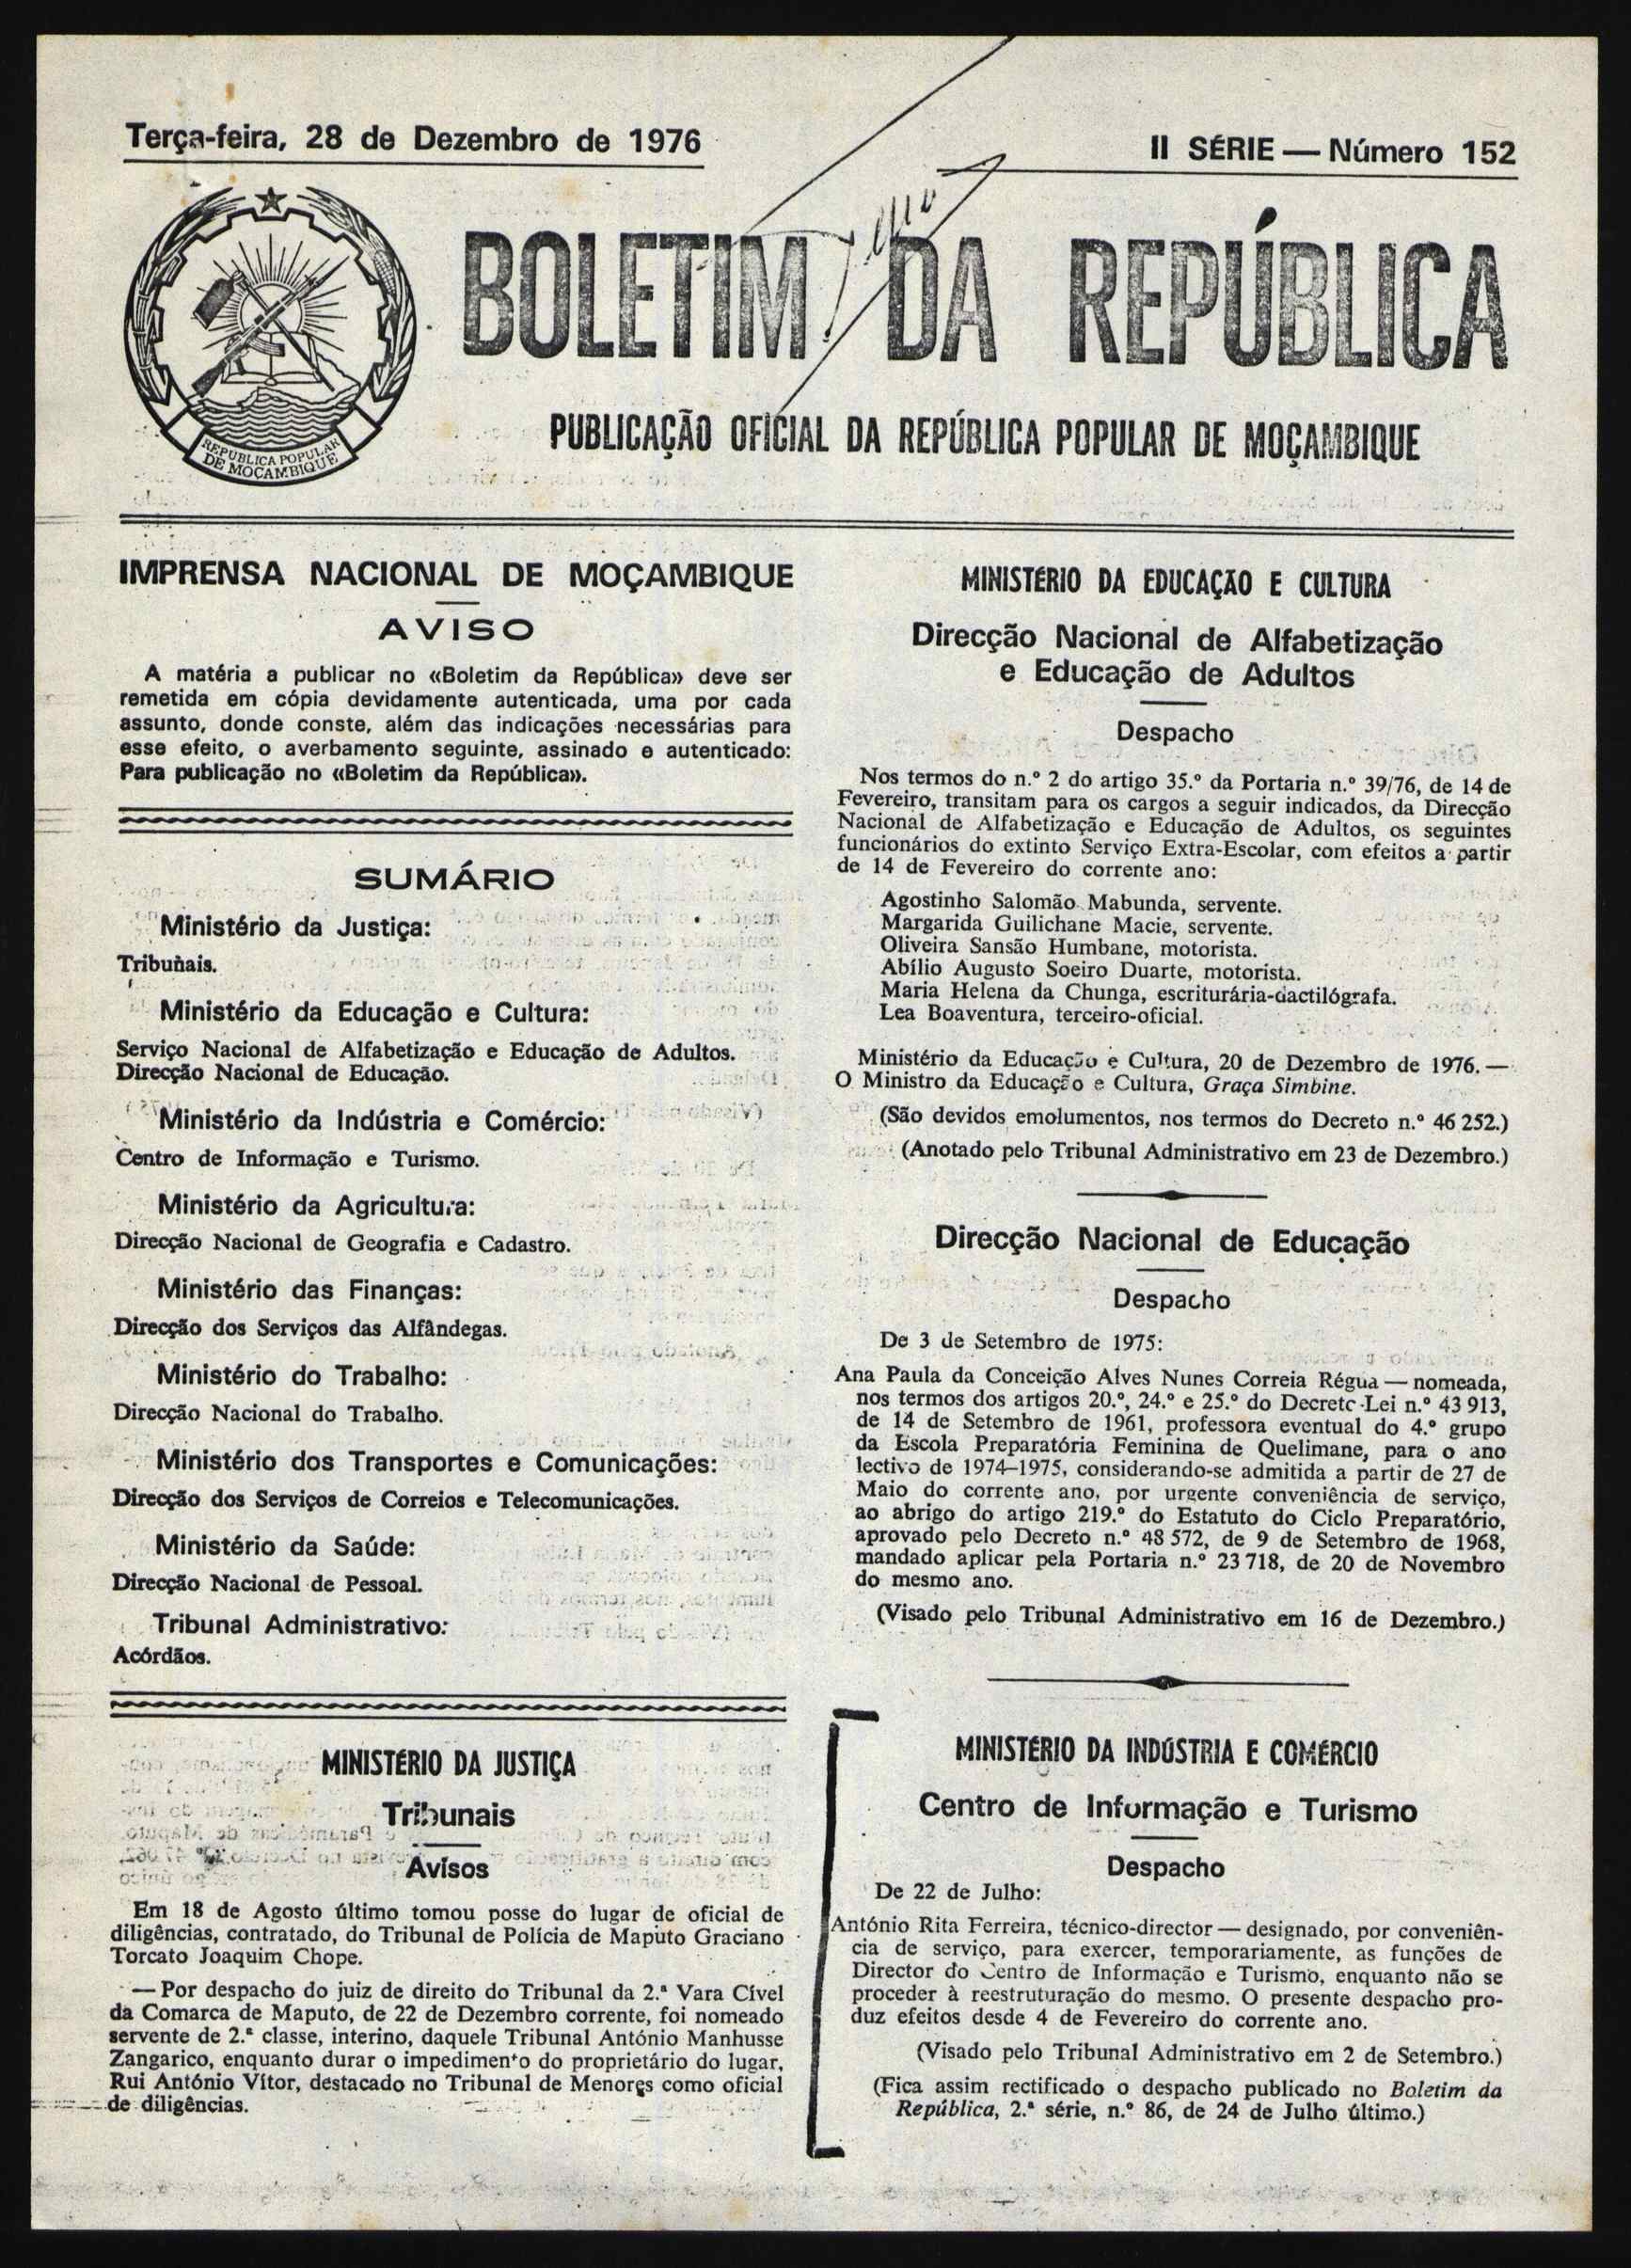 Terça-feira, 28 de Dezembro de 1976
II SÉRIE — Número 152
REPUBLICA POPULAR
DE MOÇAMBIQUE
BOLETIM DA REPÚBLICA
PUBLICAÇÃO OFICIAL DA REPÚBLICA POPULAR DE MOÇAMBIQUE
IMPRENSA NACIONAL DE MOÇAMBIQUE
AVISO
A matéria a publicar no «Boletim da República» deve ser
remetida em cópia devidamente autenticada, uma por cada
assunto, donde conste, além das indicações necessárias para
esse efeito, o averbamento seguinte, assinado e autenticado:
Para publicação no «Boletim da República».
SUMÁRIO
Ministério da Justiça:
Tribunais.
Ministério da Educação e Cultura:
Serviço Nacional de Alfabetização e Educação de Adultos.
Direcção Nacional de Educação.
Ministério da Indústria e Comércio:
Centro de Informação e Turismo.
Ministério da Agricultura:
Direcção Nacional de Geografia e Cadastro.
Ministério das Finanças:
Direcção dos Serviços das Alfândegas.
Ministério do Trabalho:
Direcção Nacional do Trabalho.
Ministério dos Transportes e Comunicações:
Direcção dos Serviços de Correios e Telecomunicações.
Ministério da Saúde:
Direcção Nacional de Pessoal.
Tribunal Administrativo:
Acórdãos.
MINISTÉRIO DA JUSTIÇA
Tribunais
Avisos
Em 18 de Agosto último tomou posse do lugar de oficial de
diligências, contratado, do Tribunal de Polícia de Maputo Graciano
Torcato Joaquim Chope.
— Por despacho do juiz de direito do Tribunal da 2.ª Vara Cível
da Comarca de Maputo, de 22 de Dezembro corrente, foi nomeado
servente de 2.ª classe, interino, daquele Tribunal António Manhusse
Zangarico, enquanto durar o impedimento do proprietário do lugar,
Rui António Vítor, destacado no Tribunal de Menores como oficial
de diligências.
MINISTÉRIO DA EDUCAÇÃO E CULTURA
Direcção Nacional de Alfabetização
e Educação de Adultos
Despacho
Nos termos do n.º 2 do artigo 35.º da Portaria n.º 39/76, de 14 de
Fevereiro, transitam para os cargos a seguir indicados, da Direcção
Nacional de Alfabetização e Educação de Adultos, os seguintes
funcionários do extinto Serviço Extra-Escolar, com efeitos a partir
de 14 de Fevereiro do corrente ano:
Agostinho Salomão Mabunda, servente.
Margarida Guilichane Macie, servente.
Oliveira Sansão Humbane, motorista.
Abílio Augusto Soeiro Duarte, motorista.
Maria Helena da Chunga, escriturária-dactilógrafa.
Lea Boaventura, terceiro-oficial.
Ministério da Educação e Cultura, 20 de Dezembro de 1976. —
O Ministro da Educação e Cultura, Graça Simbine.
(São devidos emolumentos, nos termos do Decreto n.º 46 252.)
(Anotado pelo Tribunal Administrativo em 23 de Dezembro.)
Direcção Nacional de Educação
Despacho
De 3 de Setembro de 1975:
Ana Paula da Conceição Alves Nunes Correia Régua — nomeada,
nos termos dos artigos 20.º, 24.º e 25.º do Decreto-Lei n.º 43 913,
de 14 de Setembro de 1961, professora eventual do 4.º grupo
da Escola Preparatória Feminina de Quelimane, para o ano
lectivo de 1974–1975, considerando-se admitida a partir de 27 de
Maio do corrente ano, por urgente conveniência de serviço,
ao abrigo do artigo 219.º do Estatuto do Ciclo Preparatório,
aprovado pelo Decreto n.º 48 572, de 9 de Setembro de 1968,
mandado aplicar pela Portaria n.º 23 718, de 20 de Novembro
do mesmo ano.
(Visado pelo Tribunal Administrativo em 16 de Dezembro.)
MINISTÉRIO DA INDÚSTRIA E COMÉRCIO
Centro de Informação e Turismo
Despacho
De 22 de Julho:
António Rita Ferreira, técnico-director — designado, por conveniên-
cia de serviço, para exercer, temporariamente, as funções de
Director do Centro de Informação e Turismo, enquanto não se
proceder à reestruturação do mesmo. O presente despacho pro-
duz efeitos desde 4 de Fevereiro do corrente ano.
(Visado pelo Tribunal Administrativo em 2 de Setembro.)
(Fica assim rectificado o despacho publicado no Boletim da
República, 2.ª série, n.º 86, de 24 de Julho último.)